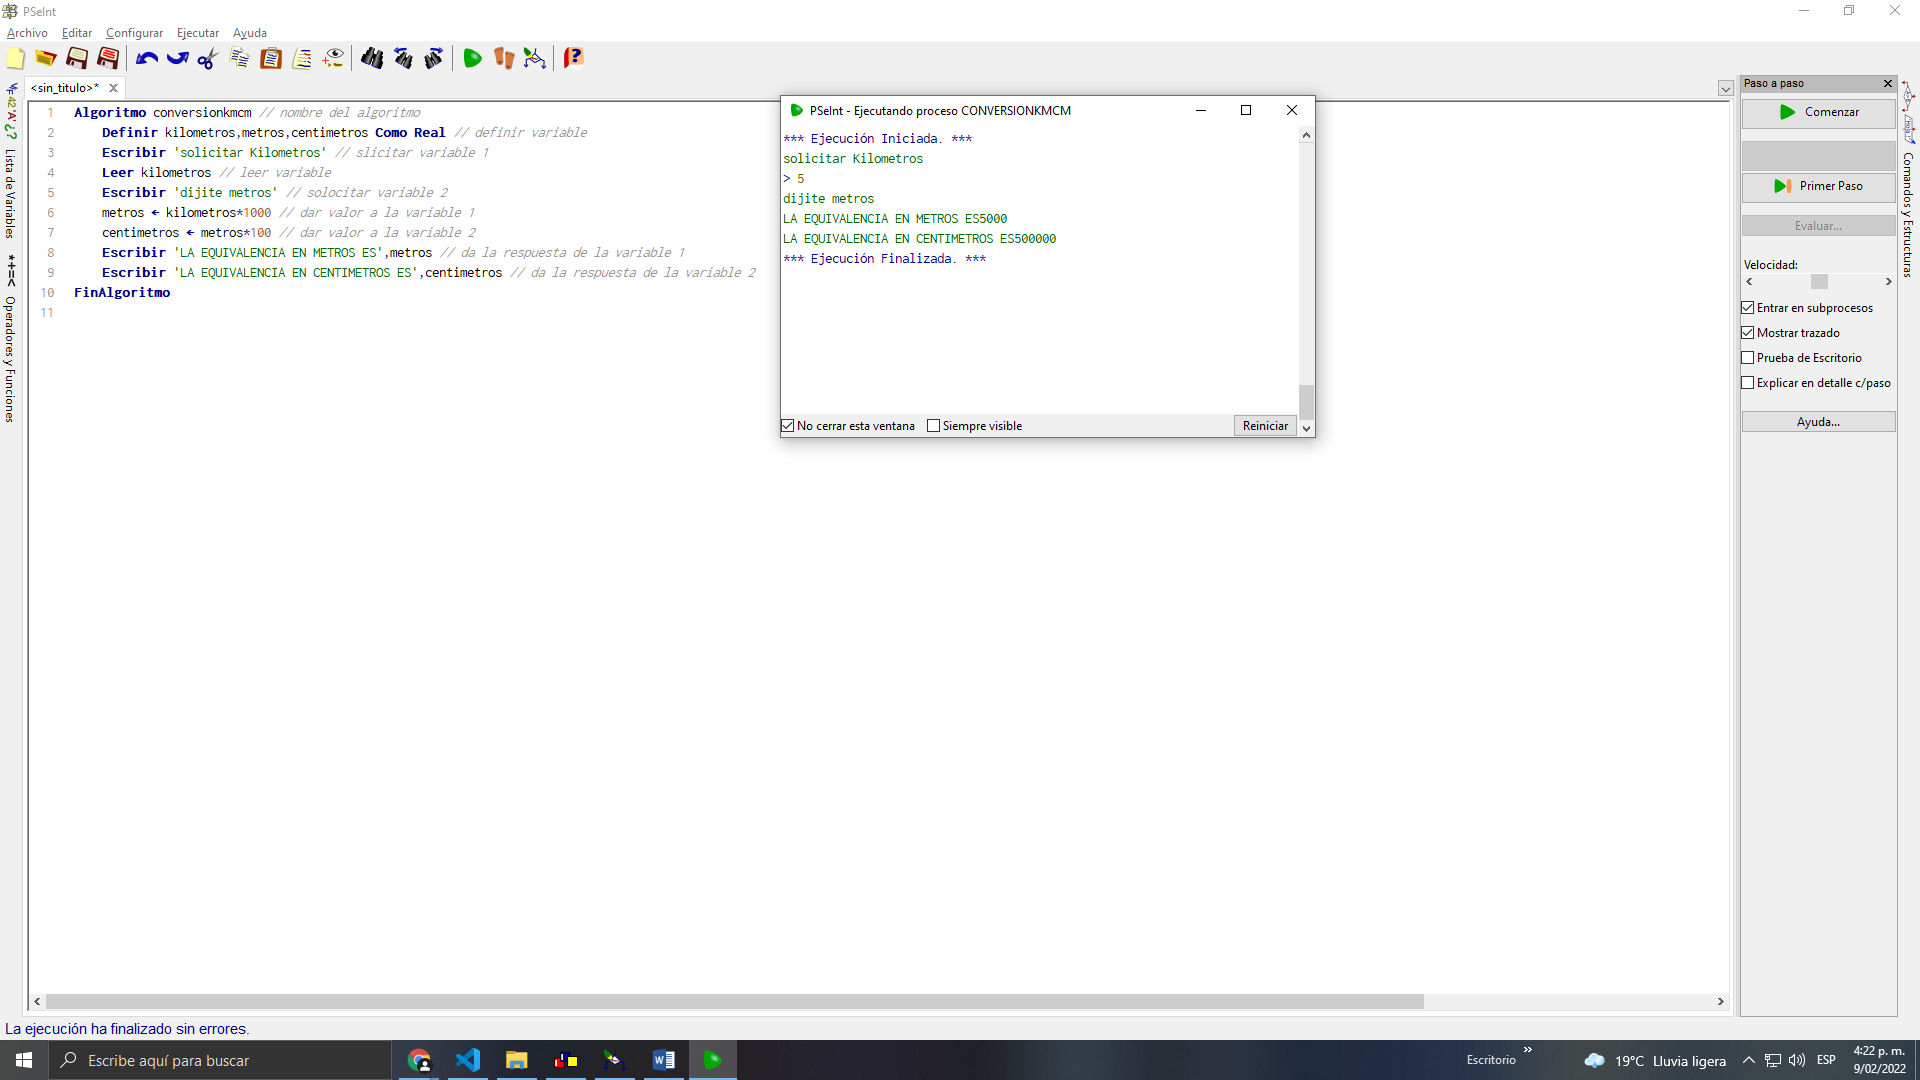 PSeInt
Archivo Editar Configurar Ejecutar Ayuda
<sin_titulo>* X
1 Algoritmo conversionkmcm // nombre del algoritmo
2 Definir kilometros,metros,centimetros Como Real // definir variable
3 Escribir 'solicitar Kilometros' // slicitar variable 1
4 Leer kilometros // leer variable
5 Escribir 'dijite metros' // solocitar variable 2
6 metros ← kilometros*1000 // dar valor a la variable 1
7 centimetros ← metros*100 // dar valor a la variable 2
8 Escribir 'LA EQUIVALENCIA EN METROS ES',metros // da la respuesta de la variable 1
9 Escribir 'LA EQUIVALENCIA EN CENTIMETROS ES',centimetros // da la respuesta de la variable 2
10 FinAlgoritmo
11
Lista de Variables
*+=< Operadores y Funciones
PSeInt - Ejecutando proceso CONVERSIONKMCM
*** Ejecución Iniciada. ***
solicitar Kilometros
> 5
dijite metros
LA EQUIVALENCIA EN METROS ES5000
LA EQUIVALENCIA EN CENTIMETROS ES500000
*** Ejecución Finalizada. ***
No cerrar esta ventana Siempre visible Reiniciar
Paso a paso
Comenzar
Primer Paso
Evaluar...
Velocidad:
Entrar en subprocesos
Mostrar trazado
Prueba de Escritorio
Explicar en detalle c/paso
Ayuda...
Comandos y Estructuras
La ejecución ha finalizado sin errores.
Escribe aquí para buscar
Escritorio »
19°C Lluvia ligera
ESP
4:22 p. m.
9/02/2022